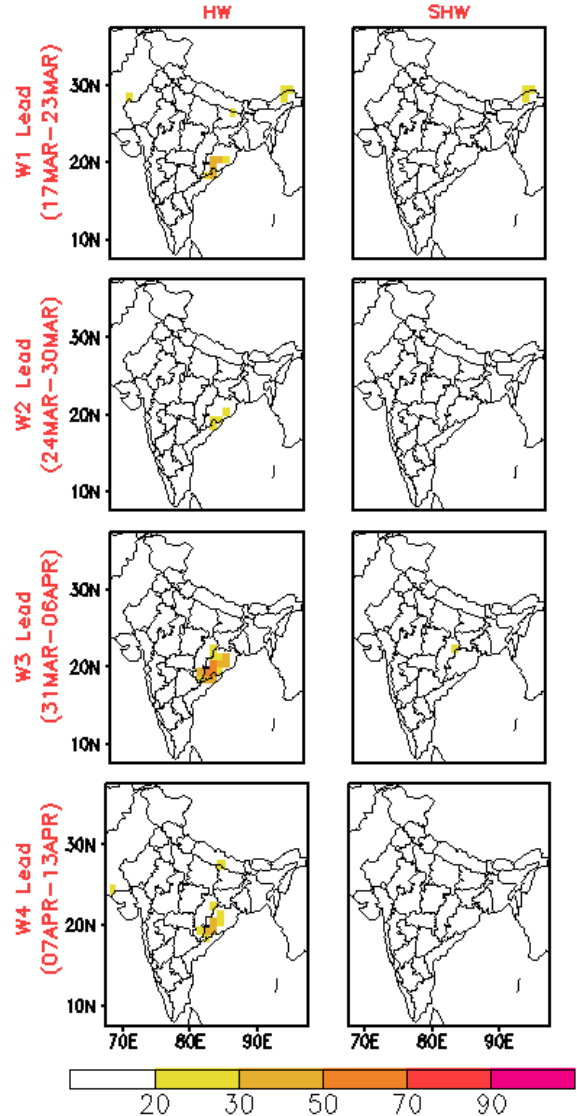 HW SHW
W1 Lead
(17MAR-23MAR)
30N
20N
10N
W2 Lead
(24MAR-30MAR)
30N
20N
10N
W3 Lead
(31MAR-06APR)
30N
20N
10N
W4 Lead
(07APR-13APR)
30N
20N
10N
70E 80E 90E 70E 80E 90E
20 30 50 70 90